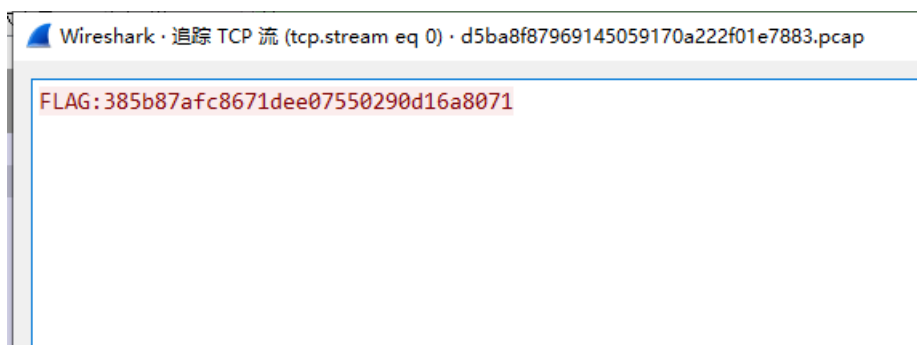 Wireshark · 追踪 TCP 流 (tcp.stream eq 0) · d5ba8f87969145059170a222f01e7883.pcap
FLAG:385b87afc8671dee07550290d16a8071